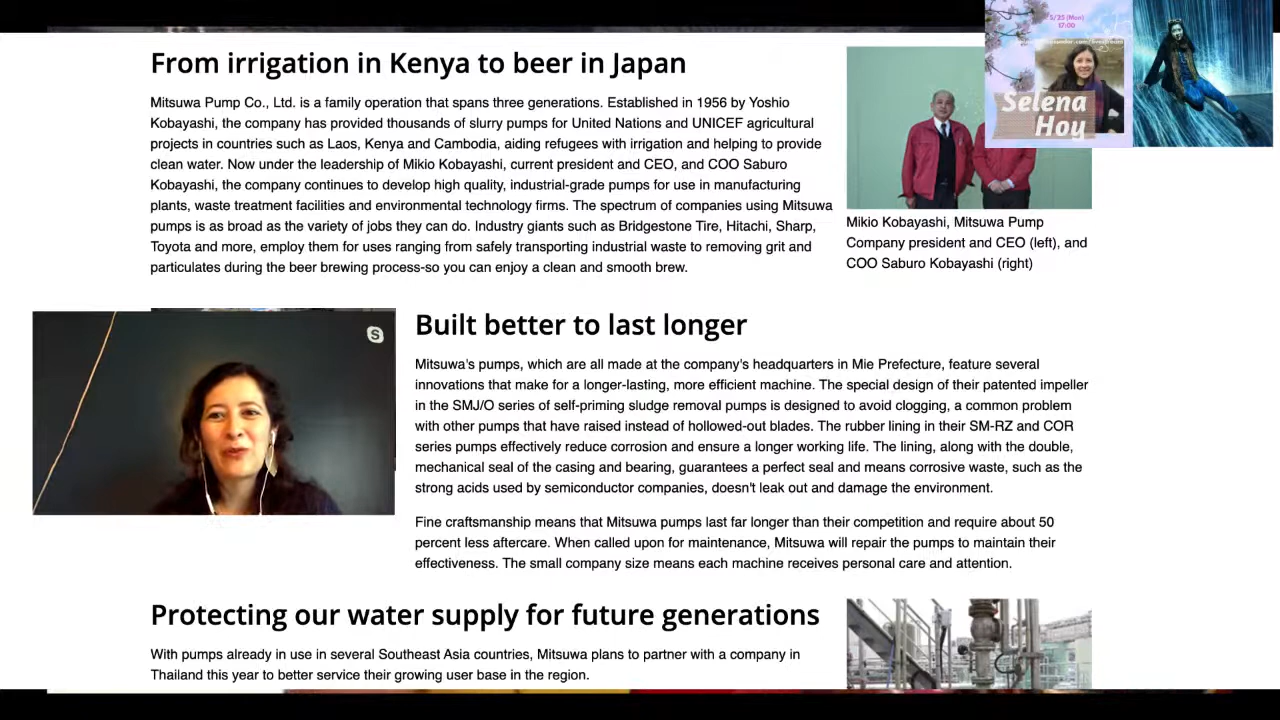 From irrigation in Kenya to beer in Japan
Mitsuwa Pump Co., Ltd. is a family operation that spans three generations. Established in 1956 by Yoshio
Kobayashi, the company has provided thousands of slurry pumps for United Nations and UNICEF agricultural
projects in countries such as Laos, Kenya and Cambodia, aiding refugees with irrigation and helping to provide
clean water. Now under the leadership of Mikio Kobayashi, current president and CEO, and COO Saburo
Kobayashi, the company continues to develop high quality, industrial-grade pumps for use in manufacturing
plants, waste treatment facilities and environmental technology firms. The spectrum of companies using Mitsuwa
pumps is as broad as the variety of jobs they can do. Industry giants such as Bridgestone Tire, Hitachi, Sharp,
Toyota and more, employ them for uses ranging from safely transporting industrial waste to removing grit and
particulates during the beer brewing process-so you can enjoy a clean and smooth brew.
5/25 (Mon)
17:00
Selena
Hoy
Mikio Kobayashi, Mitsuwa Pump
Company president and CEO (left), and
COO Saburo Kobayashi (right)
S
Built better to last longer
Mitsuwa's pumps, which are all made at the company's headquarters in Mie Prefecture, feature several
innovations that make for a longer-lasting, more efficient machine. The special design of their patented impeller
in the SMJ/O series of self-priming sludge removal pumps is designed to avoid clogging, a common problem
with other pumps that have raised instead of hollowed-out blades. The rubber lining in their SM-RZ and COR
series pumps effectively reduce corrosion and ensure a longer working life. The lining, along with the double,
mechanical seal of the casing and bearing, guarantees a perfect seal and means corrosive waste, such as the
strong acids used by semiconductor companies, doesn't leak out and damage the environment.
Fine craftsmanship means that Mitsuwa pumps last far longer than their competition and require about 50
percent less aftercare. When called upon for maintenance, Mitsuwa will repair the pumps to maintain their
effectiveness. The small company size means each machine receives personal care and attention.
Protecting our water supply for future generations
With pumps already in use in several Southeast Asia countries, Mitsuwa plans to partner with a company in
Thailand this year to better service their growing user base in the region.